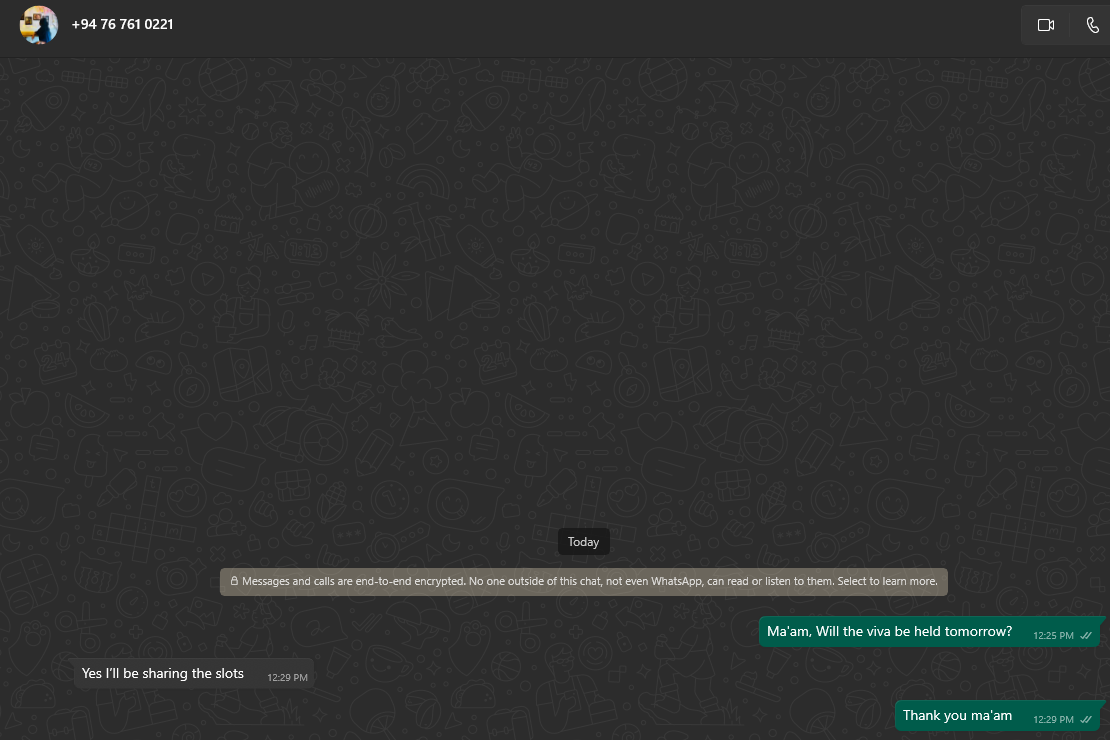 +94 76 761 0221
Today
Messages and calls are end-to-end encrypted. No one outside of this chat, not even WhatsApp, can read or listen to them. Select to learn more.
Ma'am, Will the viva be held tomorrow? 12:25 PM
Yes I'll be sharing the slots 12:29 PM
Thank you ma'am 12:29 PM